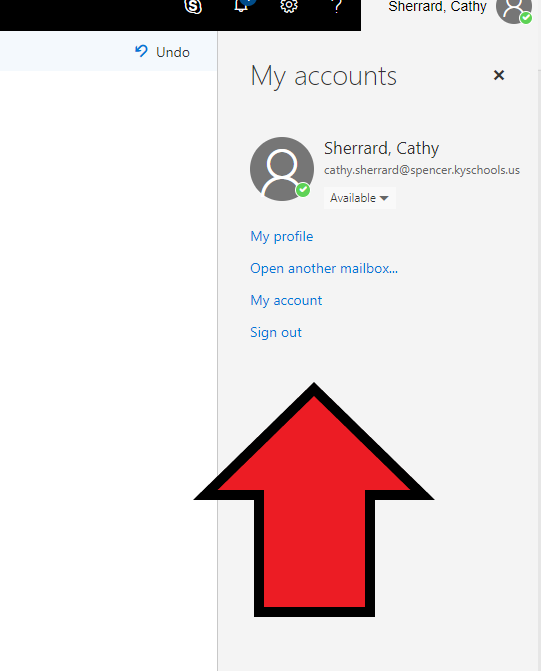 Sherrard, Cathy
Undo
My accounts
Sherrard, Cathy
cathy.sherrard@spencer.kyschools.us
Available
My profile
Open another mailbox...
My account
Sign out